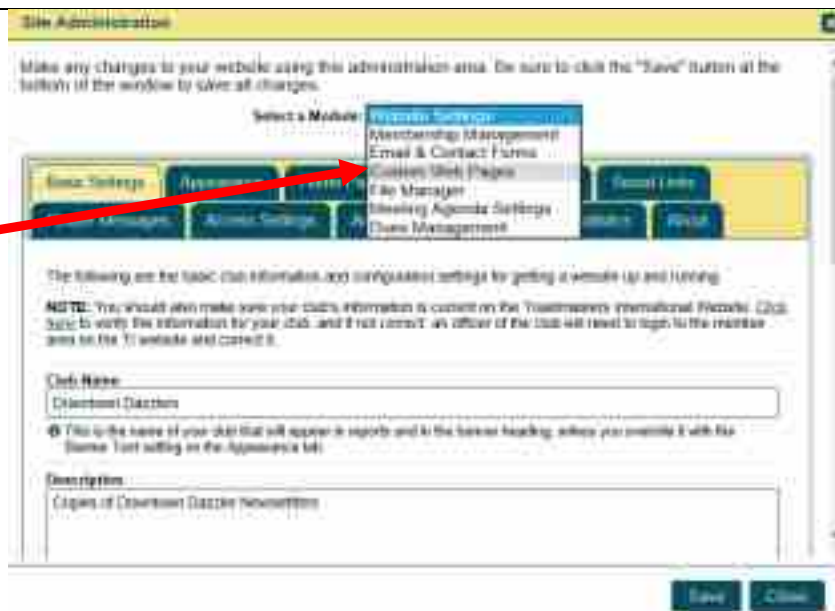 Site Administration
Make any changes to your website using this administration area. Be sure to click the "Save" button at the
bottom of the window to save all changes.
Select a Module: Website Settings
Membership Management
Email & Contact Forms
Custom Web Pages
File Manager
Meeting Agenda Settings
Dues Management
Basic Settings Appearance Social Links
Messages Access Settings About
The following are the basic club information and configuration settings for getting a website up and running.
NOTE: You should also make sure your club's information is current on the Toastmasters International Website. Click
here to verify the information for your club, and if not correct, an officer of the club will need to login to the member
area on the TI website and correct it.
Club Name
Downtown Dazzlers
This is the name of your club that will appear in reports and in the banner heading, unless you override it with the
Banner Text setting on the Appearance tab.
Description
Copies of Downtown Dazzler Newsletters
Save Close